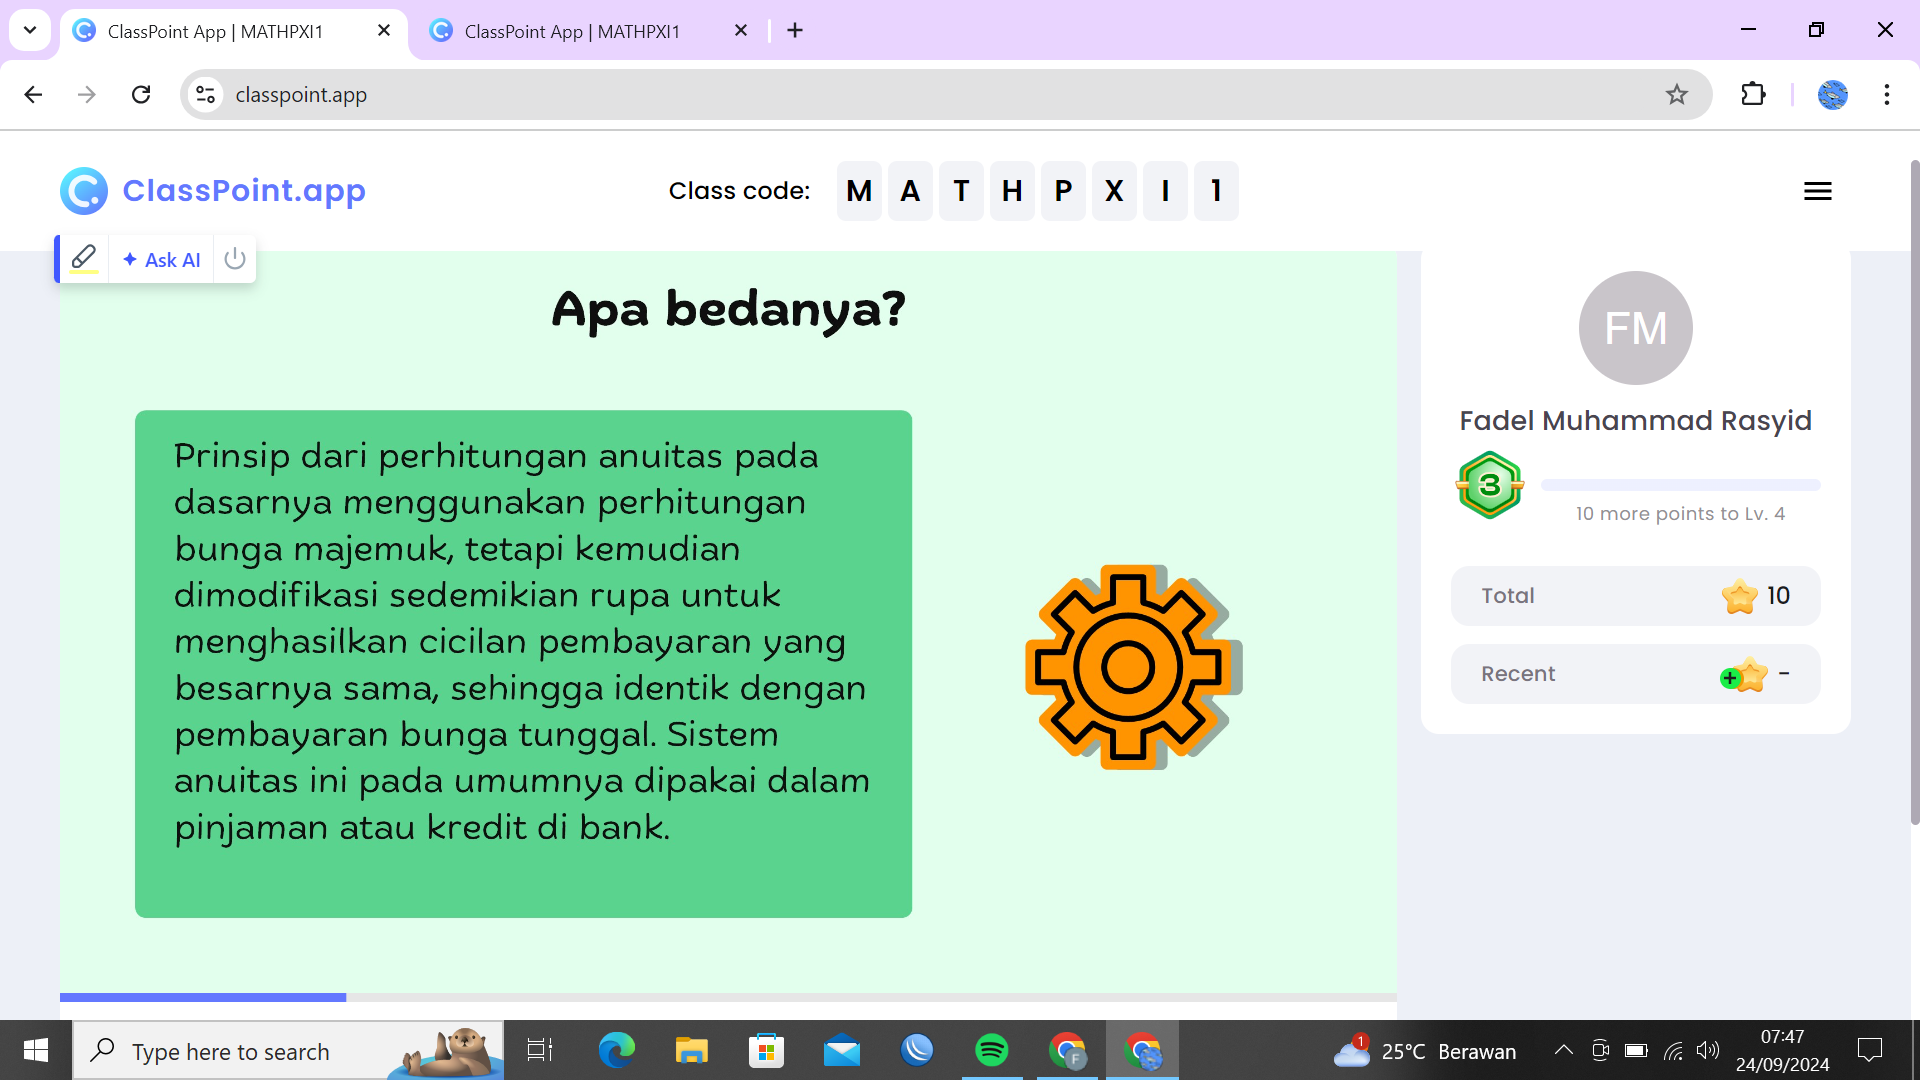 ClassPoint App | MATHPXI1
ClassPoint App | MATHPXI1
classpoint.app
ClassPoint.app
Class code: M A T H P X I 1
Ask AI
Apa bedanya?
Prinsip dari perhitungan anuitas pada
dasarnya menggunakan perhitungan
bunga majemuk, tetapi kemudian
dimodifikasi sedemikian rupa untuk
menghasilkan cicilan pembayaran yang
besarnya sama, sehingga identik dengan
pembayaran bunga tunggal. Sistem
anuitas ini pada umumnya dipakai dalam
pinjaman atau kredit di bank.
FM
Fadel Muhammad Rasyid
3
10 more points to Lv. 4
Total 10
Recent -
Type here to search
F
1
25°C Berawan
07:47
24/09/2024